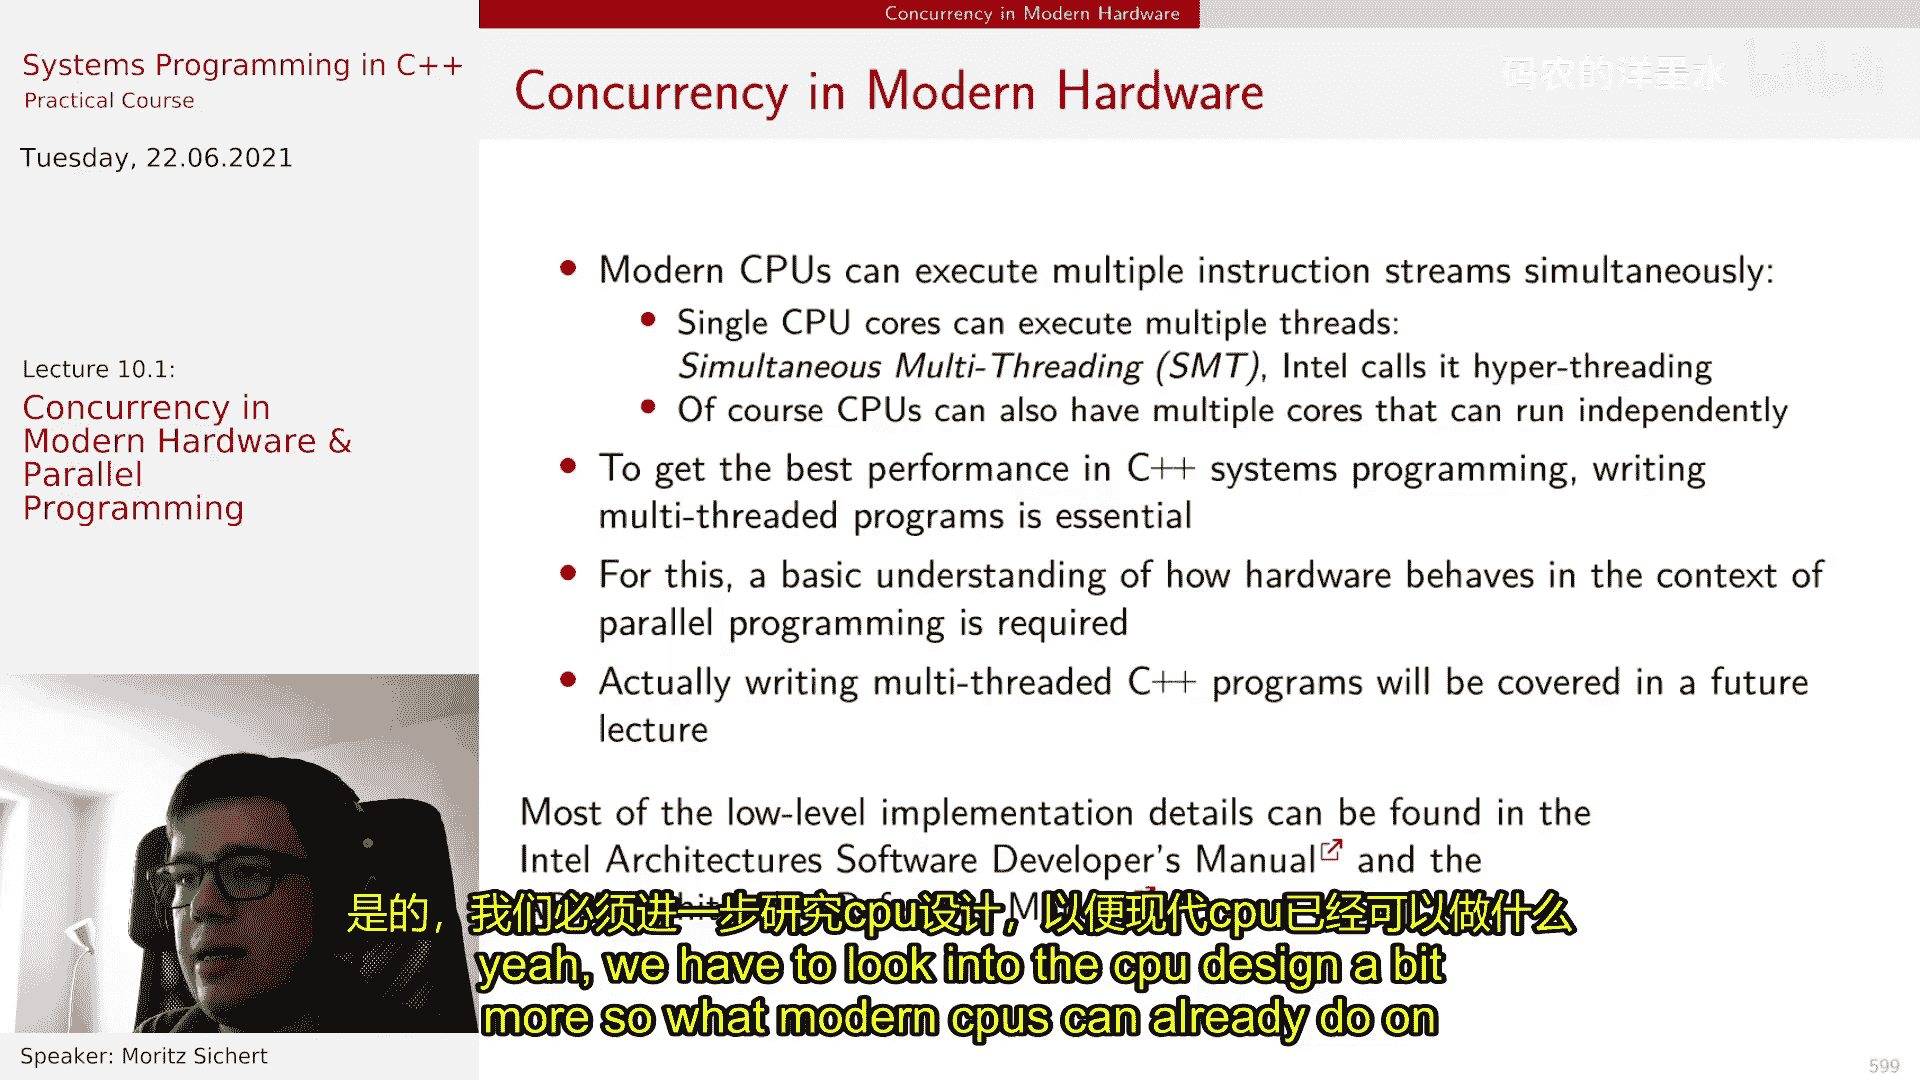 Concurrency in Modern Hardware
Systems Programming in C++
Practical Course
Tuesday, 22.06.2021
Lecture 10.1:
Concurrency in
Modern Hardware &
Parallel
Programming
Concurrency in Modern Hardware
码农的洋墨水 bilibili
• Modern CPUs can execute multiple instruction streams simultaneously:
• Single CPU cores can execute multiple threads:
Simultaneous Multi-Threading (SMT), Intel calls it hyper-threading
• Of course CPUs can also have multiple cores that can run independently
• To get the best performance in C++ systems programming, writing
multi-threaded programs is essential
• For this, a basic understanding of how hardware behaves in the context of
parallel programming is required
• Actually writing multi-threaded C++ programs will be covered in a future
lecture
Most of the low-level implementation details can be found in the
Intel Architectures Software Developer's Manual and the
是的，我们必须进一步研究cpu设计，以便现代cpu已经可以做什么
yeah, we have to look into the cpu design a bit
more so what modern cpus can already do on
Speaker: Moritz Sichert
599